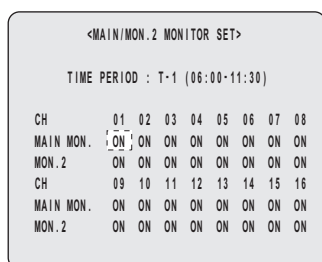 <MAIN/MON.2 MONITOR SET>
TIME PERIOD : T-1 (06:00-11:30)
CH 01 02 03 04 05 06 07 08
MAIN MON. ON ON ON ON ON ON ON ON
MON.2 ON ON ON ON ON ON ON ON
CH 09 10 11 12 13 14 15 16
MAIN MON. ON ON ON ON ON ON ON ON
MON.2 ON ON ON ON ON ON ON ON